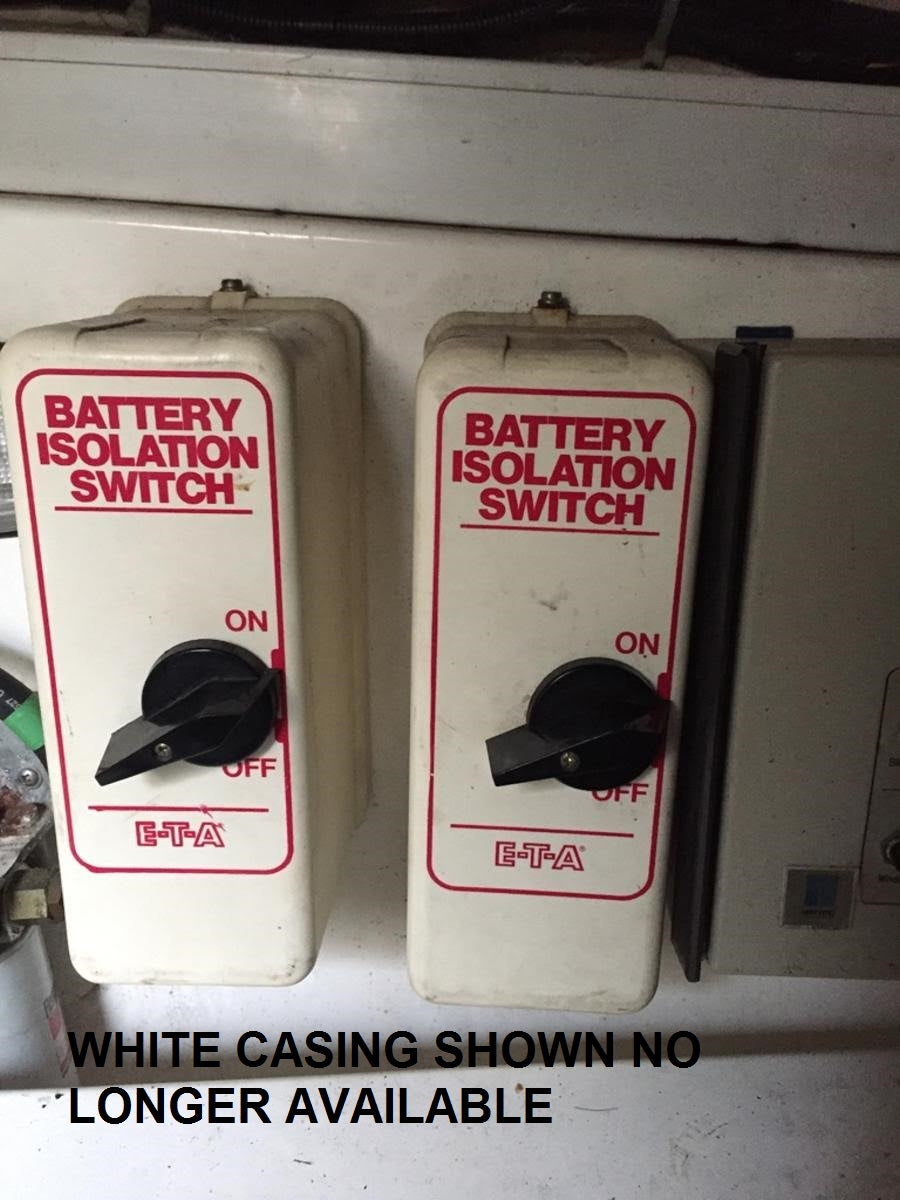 BATTERY
ISOLATION
SWITCH
ON
OFF
E-T-A
BATTERY
ISOLATION
SWITCH
ON
OFF
E-T-A®
WHITE CASING SHOWN NO
LONGER AVAILABLE